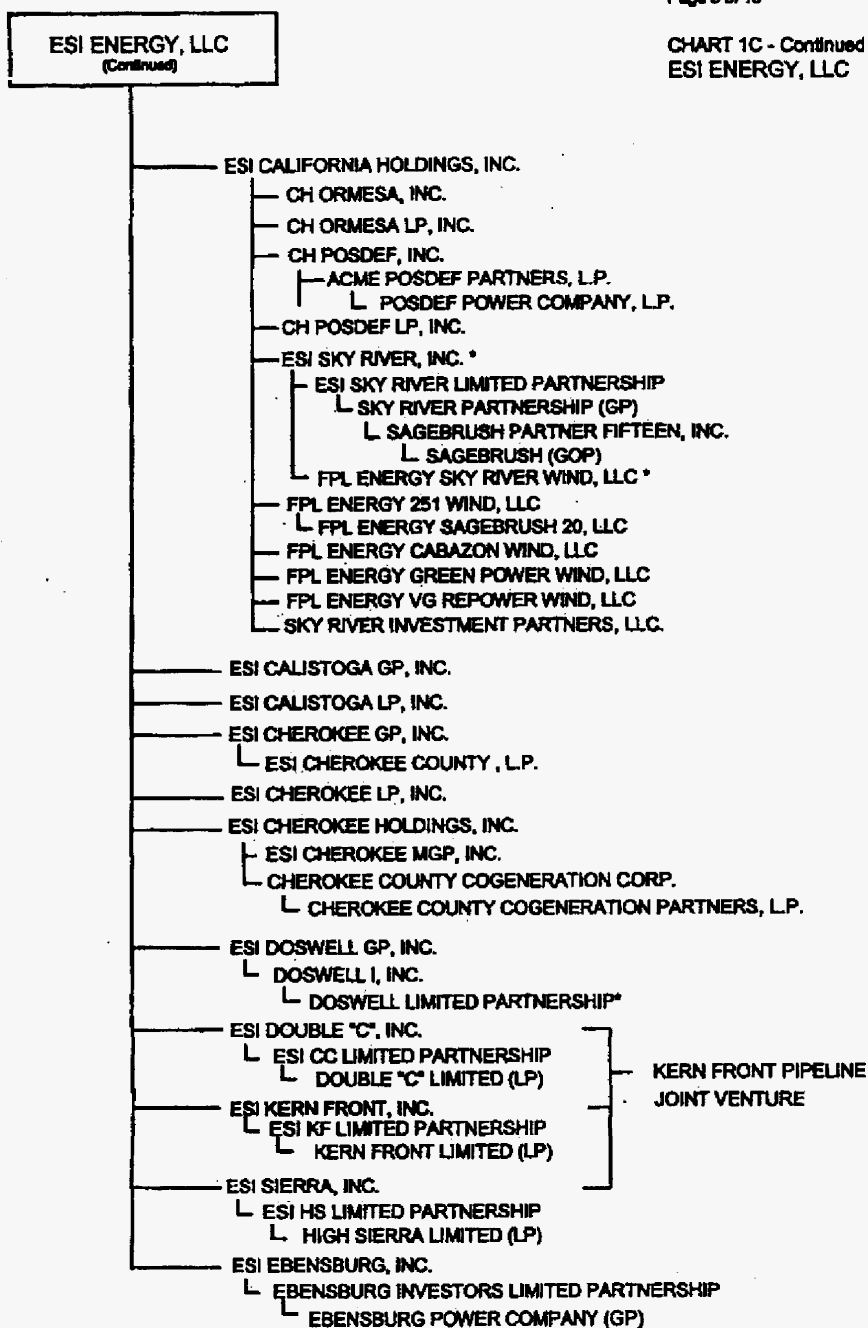 ESI ENERGY, LLC
(Continued)
CHART 1C - Continued
ESI ENERGY, LLC
ESI CALIFORNIA HOLDINGS, INC.
CH ORMESA, INC.
CH ORMESA LP, INC.
CH POSDEF, INC.
ACME POSDEF PARTNERS, L.P.
POSDEF POWER COMPANY, L.P.
CH POSDEF LP, INC.
ESI SKY RIVER, INC. *
ESI SKY RIVER LIMITED PARTNERSHIP
SKY RIVER PARTNERSHIP (GP)
SAGEBRUSH PARTNER FIFTEEN, INC.
SAGEBRUSH (GOP)
FPL ENERGY SKY RIVER WIND, LLC *
FPL ENERGY 251 WIND, LLC
FPL ENERGY SAGEBRUSH 20, LLC
FPL ENERGY CABAZON WIND, LLC
FPL ENERGY GREEN POWER WIND, LLC
FPL ENERGY VG REPOWER WIND, LLC
SKY RIVER INVESTMENT PARTNERS, LLC.
ESI CALISTOGA GP, INC.
ESI CALISTOGA LP, INC.
ESI CHEROKEE GP, INC.
ESI CHEROKEE COUNTY , L.P.
ESI CHEROKEE LP, INC.
ESI CHEROKEE HOLDINGS, INC.
ESI CHEROKEE MGP, INC.
CHEROKEE COUNTY COGENERATION CORP.
CHEROKEE COUNTY COGENERATION PARTNERS, L.P.
ESI DOSWELL GP, INC.
DOSWELL I, INC.
DOSWELL LIMITED PARTNERSHIP*
ESI DOUBLE "C", INC.
ESI CC LIMITED PARTNERSHIP
DOUBLE "C" LIMITED (LP)
KERN FRONT PIPELINE
JOINT VENTURE
ESI KERN FRONT, INC.
ESI KF LIMITED PARTNERSHIP
KERN FRONT LIMITED (LP)
ESI SIERRA, INC.
ESI HS LIMITED PARTNERSHIP
HIGH SIERRA LIMITED (LP)
ESI EBENSBURG, INC.
EBENSBURG INVESTORS LIMITED PARTNERSHIP
EBENSBURG POWER COMPANY (GP)